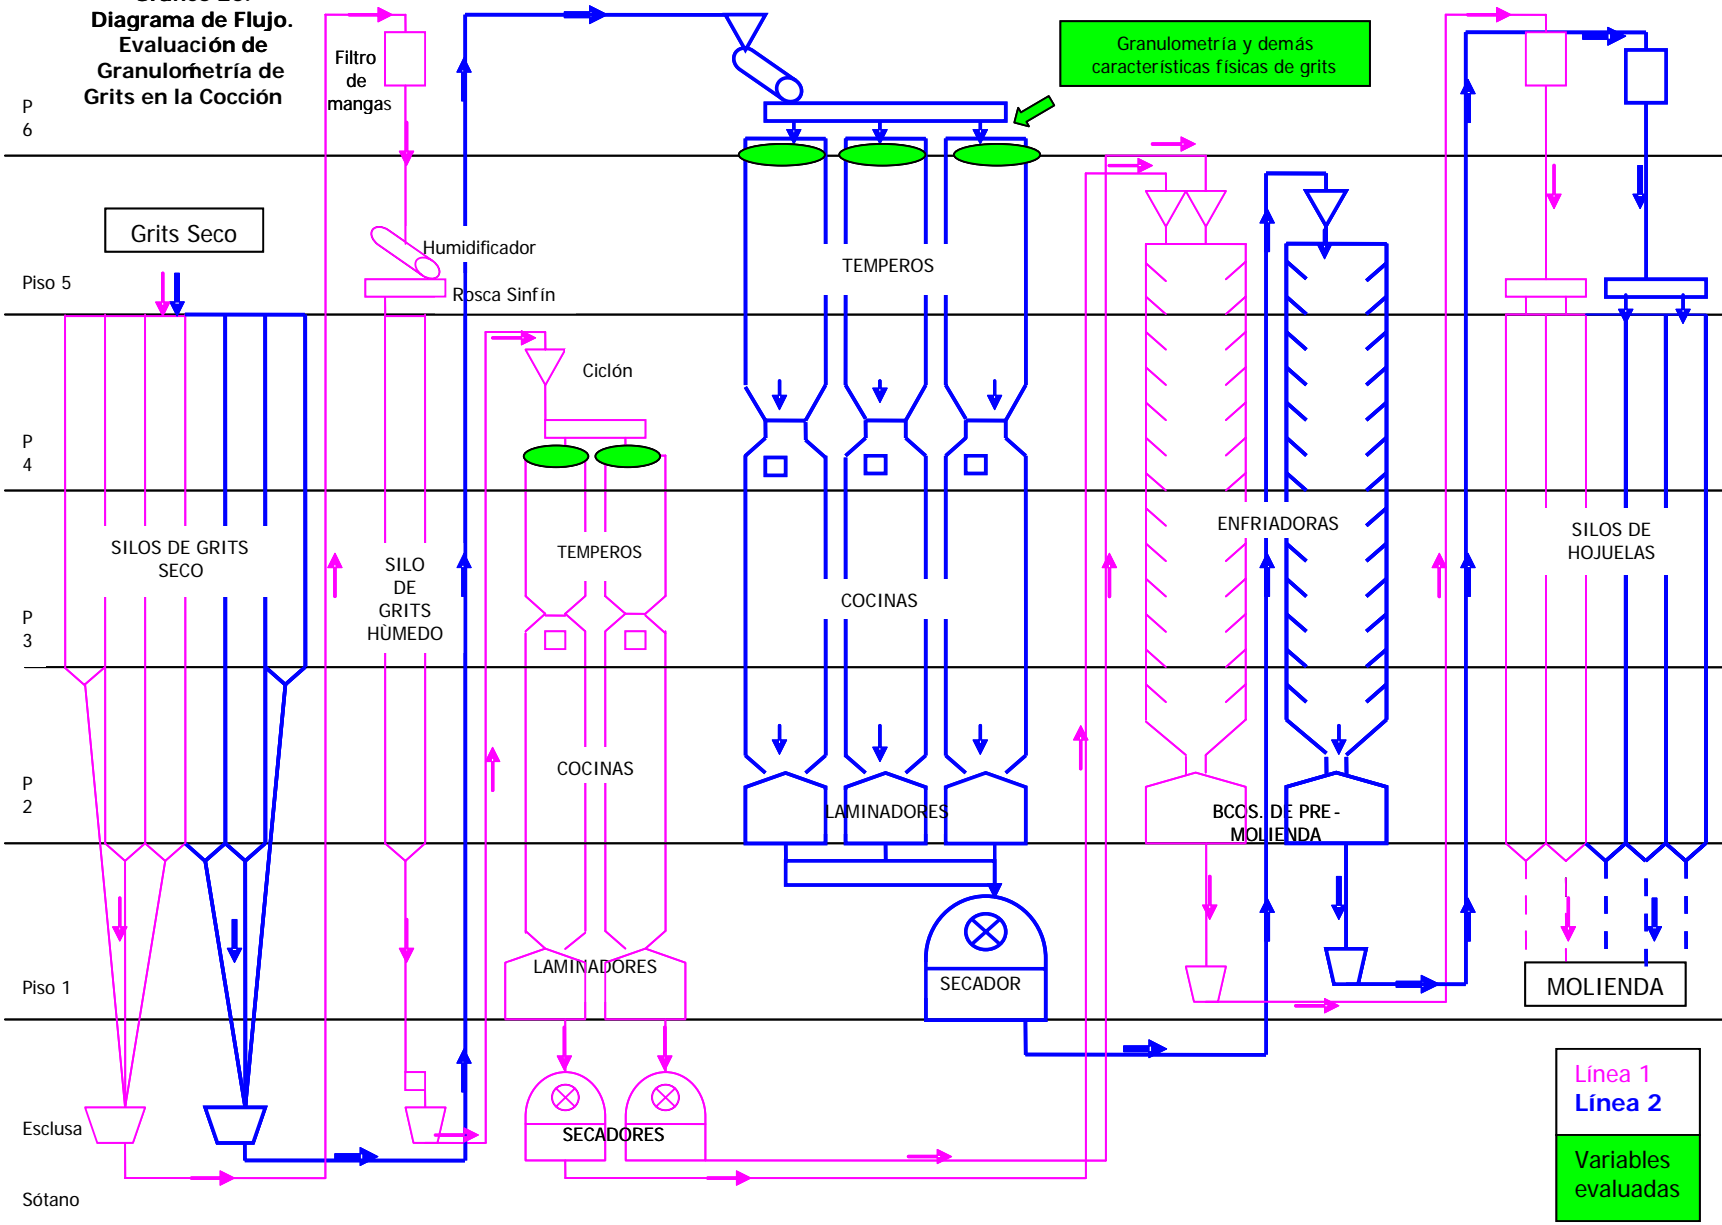 Diagrama de Flujo.
Evaluación de
Granulometría de
Grits en la Cocción
Filtro
de
mangas
Granulometría y demás
características físicas de grits
P
6
Grits Seco
Humidificador
Rosca Sinfín
TEMPEROS
Piso 5
Ciclón
P
4
SILOS DE GRITS
SECO
SILO
DE
GRITS
HÙMEDO
TEMPEROS
ENFRIADORAS
SILOS DE
HOJUELAS
COCINAS
P
3
COCINAS
P
2
LAMINADORES
BCOS. DE PRE-
MOLIENDA
LAMINADORES
SECADOR
MOLIENDA
Piso 1
Línea 1
Línea 2
Esclusa
SECADORES
Variables
evaluadas
Sótano